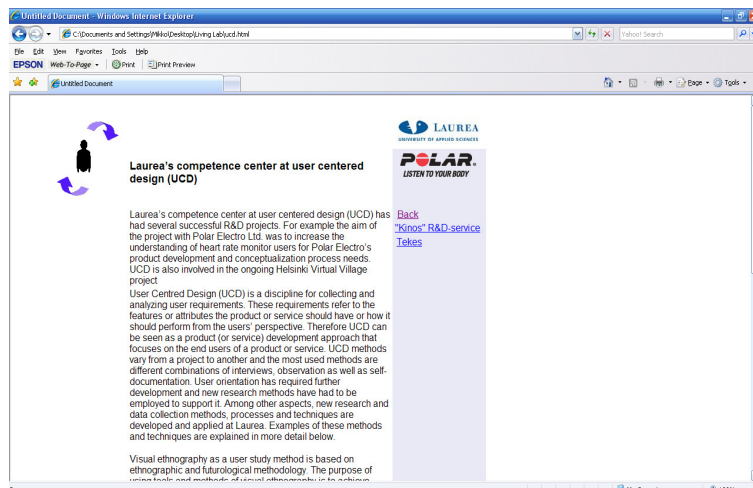 Untitled Document - Windows Internet Explorer
C:\Documents and Settings\Mikko\Desktop\Living Lab\ucd.html
Yahoo! Search
File Edit View Favorites Tools Help
EPSON Web-To-Page Print Print Preview
Untitled Document
Page Tools
LAUREA
UNIVERSITY OF APPLIED SCIENCES
POLAR.
LISTEN TO YOUR BODY
Laurea's competence center at user centered
design (UCD)
Laurea's competence center at user centered design (UCD) has
had several successful R&D projects. For example the aim of
the project with Polar Electro Ltd. was to increase the
understanding of heart rate monitor users for Polar Electro's
product development and conceptualization process needs.
UCD is also involved in the ongoing Helsinki Virtual Village
project
User Centred Design (UCD) is a discipline for collecting and
analyzing user requirements. These requirements refer to the
features or attributes the product or service should have or how it
should perform from the users' perspective. Therefore UCD can
be seen as a product (or service) development approach that
focuses on the end users of a product or service. UCD methods
vary from a project to another and the most used methods are
different combinations of interviews, observation as well as self-
documentation. User orientation has required further
development and new research methods have had to be
employed to support it. Among other aspects, new research and
data collection methods, processes and techniques are
developed and applied at Laurea. Examples of these methods
and techniques are explained in more detail below.
Visual ethnography as a user study method is based on
ethnographic and futurological methodology. The purpose of
using tools and methods of visual ethnography is to achieve
Back
"Kinos" R&D-service
Tekes